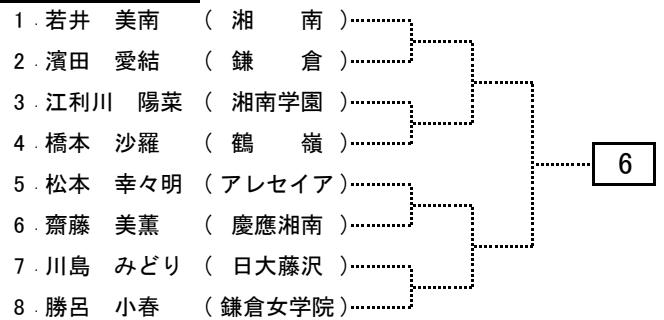 1 . 若井　美南 （ 湘　　南 ）
2 . 濱田　愛結 （ 鎌　　倉 ）
3 . 江利川　陽菜 （ 湘南学園 ）
4 . 橋本　沙羅 （ 鶴　　嶺 ）
5 . 松本　幸々明 （ アレセイア ）
6 . 齋藤　美薫 （ 慶應湘南 ）
7 . 川島　みどり （ 日大藤沢 ）
8 . 勝呂　小春 （ 鎌倉女学院 ）
6